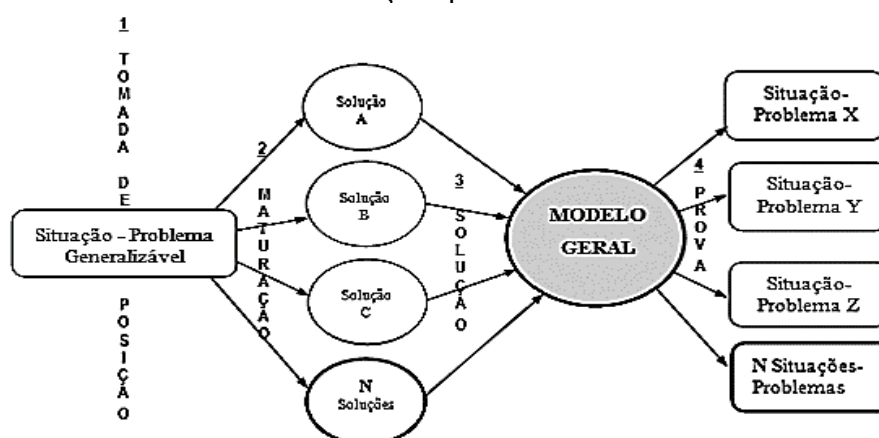 1
TOMADA DE POSIÇÃO
Situação – Problema
Generalizável
2
MATURAÇÃO
Solução
A
Solução
B
Solução
C
N
Soluções
3
SOLUÇÃO
MODELO
GERAL
4
PROVA
Situação-
Problema X
Situação-
Problema Y
Situação-
Problema Z
N Situações-
Problemas